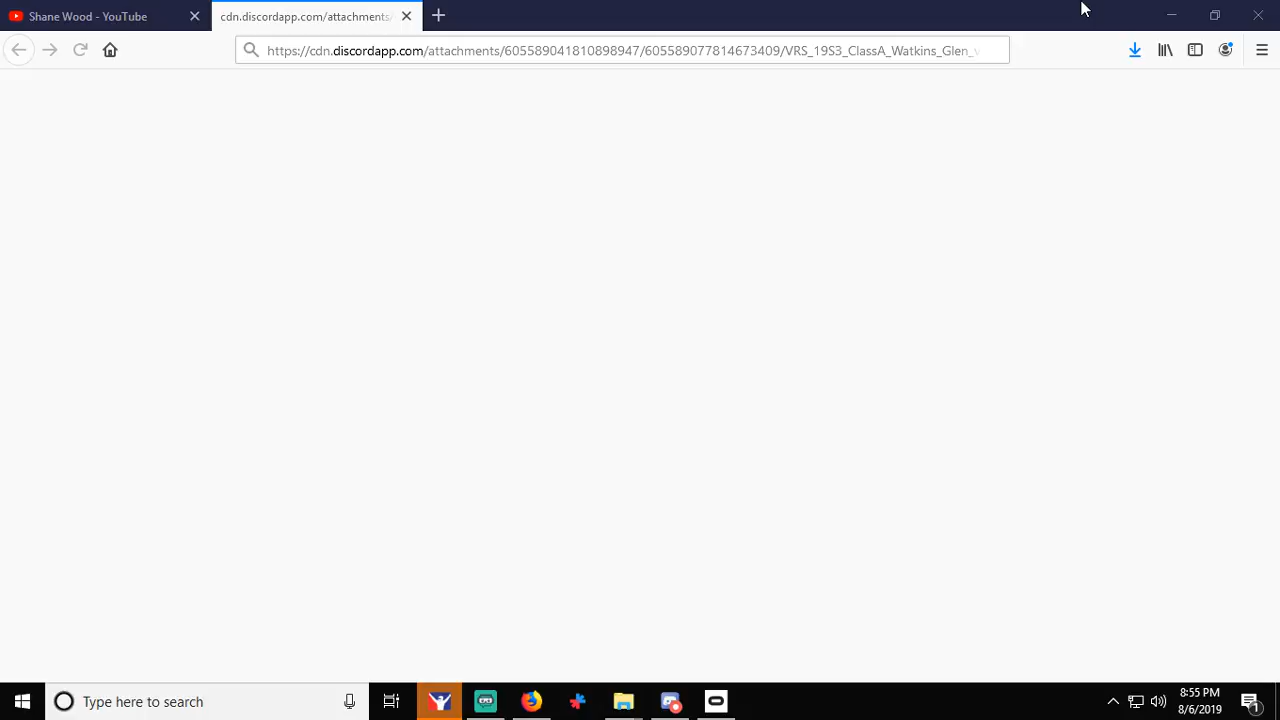 Shane Wood - YouTube
cdn.discordapp.com/attachments/
https://cdn.discordapp.com/attachments/605589041810898947/605589077814673409/VRS_19S3_ClassA_Watkins_Glen_
Type here to search
8:55 PM
8/6/2019
1